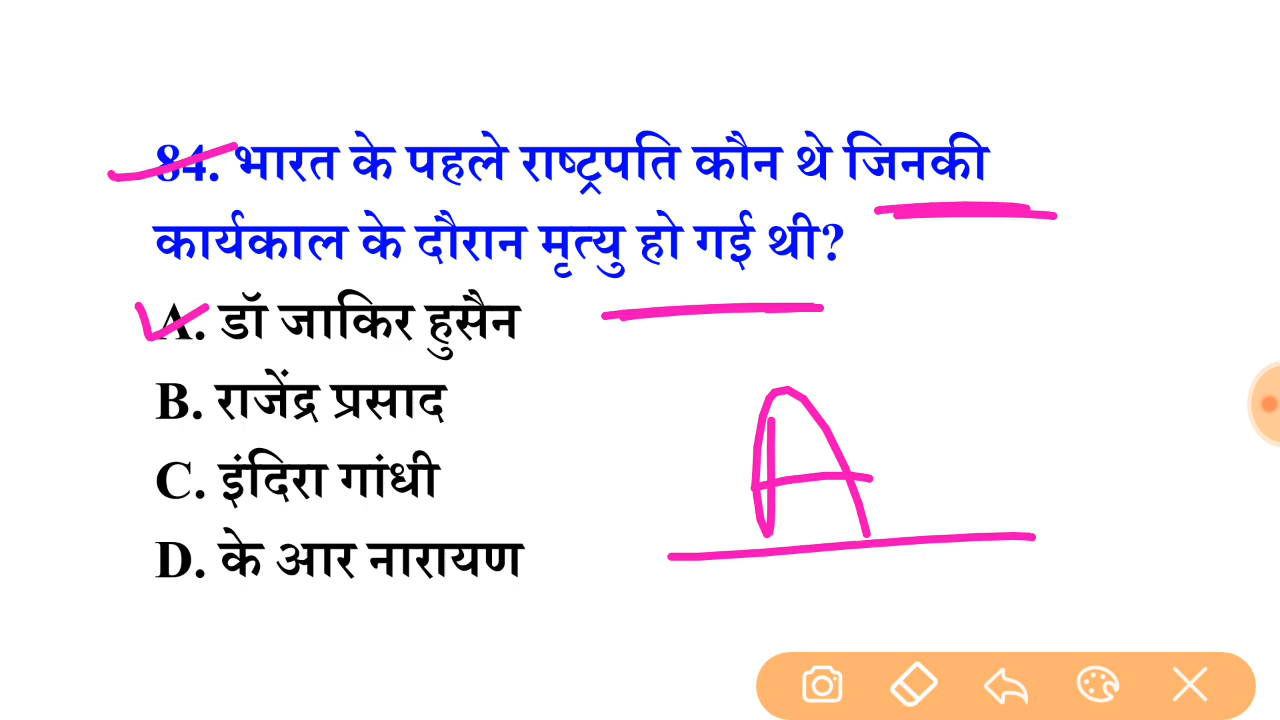 84. भारत के पहले राष्ट्रपति कौन थे जिनकी
कार्यकाल के दौरान मृत्यु हो गई थी?
A. डॉ जाकिर हुसैन
B. राजेंद्र प्रसाद
C. इंदिरा गांधी
D. के आर नारायण
A